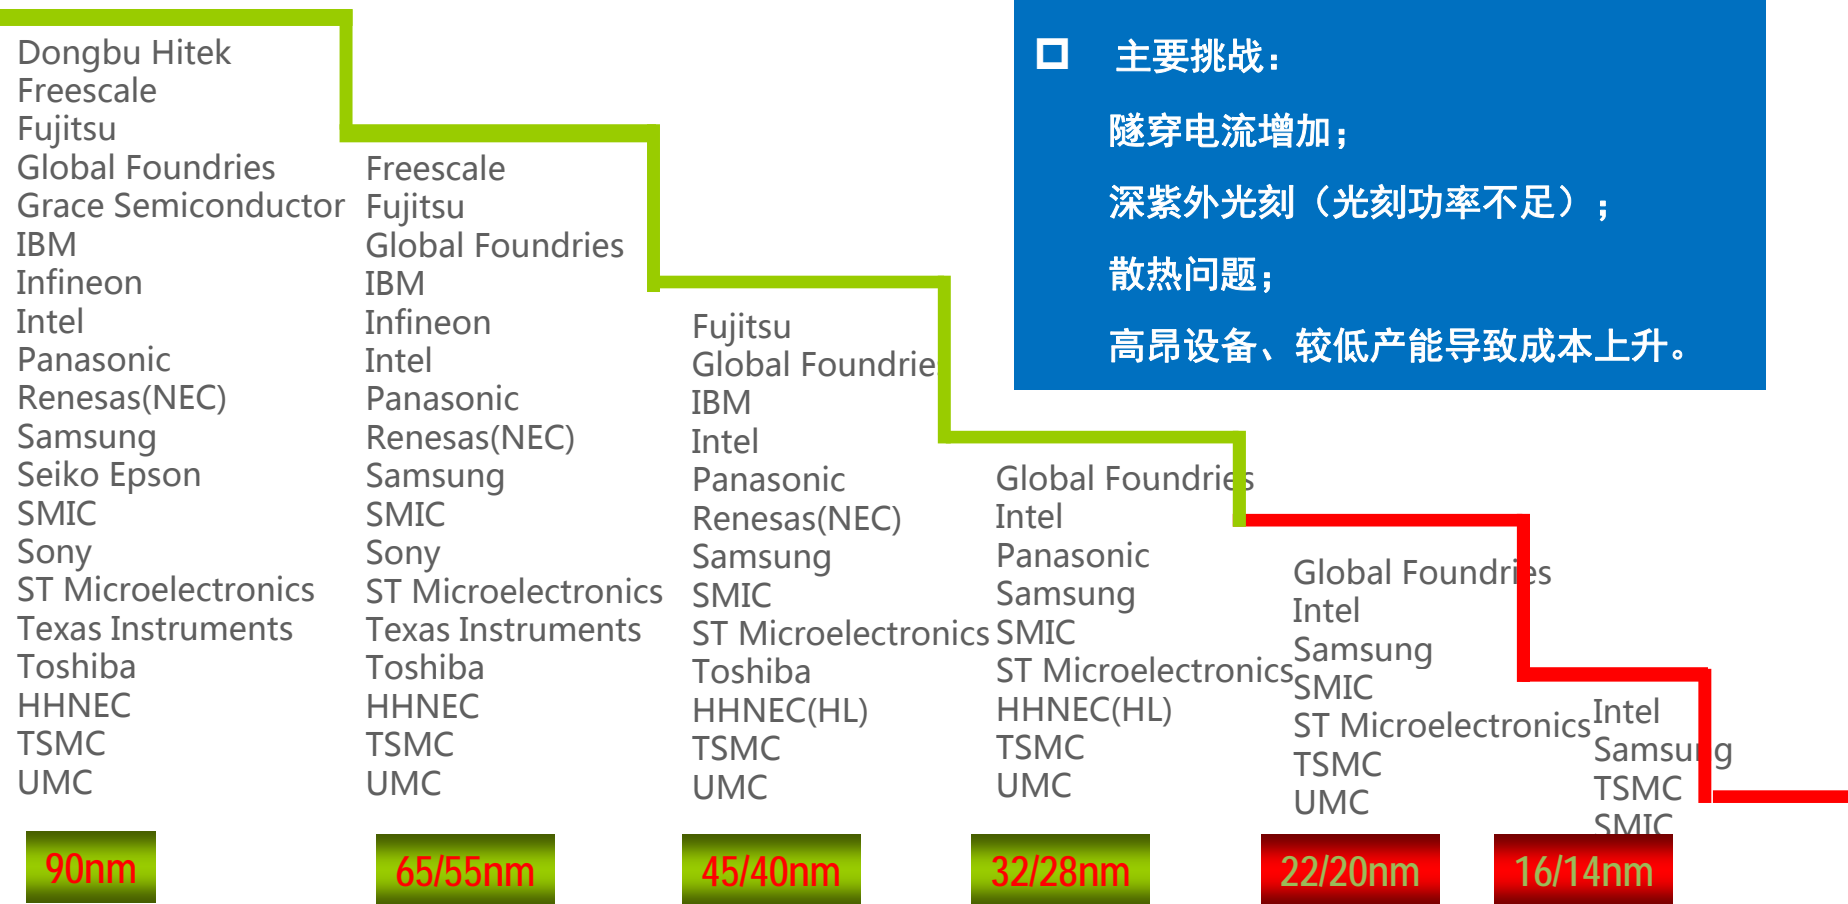 Dongbu Hitek
Freescale
Fujitsu
Global Foundries
Grace Semiconductor
IBM
Infineon
Intel
Panasonic
Renesas(NEC)
Samsung
Seiko Epson
SMIC
Sony
ST Microelectronics
Texas Instruments
Toshiba
HHNEC
TSMC
UMC
90nm
Freescale
Fujitsu
Global Foundries
IBM
Infineon
Intel
Panasonic
Renesas(NEC)
Samsung
SMIC
Sony
ST Microelectronics
Texas Instruments
Toshiba
HHNEC
TSMC
UMC
65/55nm
Fujitsu
Global Foundrie
IBM
Intel
Panasonic
Renesas(NEC)
Samsung
SMIC
ST Microelectronics
Toshiba
HHNEC(HL)
TSMC
UMC
45/40nm
Global Foundries
Intel
Panasonic
Samsung
SMIC
ST Microelectronics
HHNEC(HL)
TSMC
UMC
32/28nm
Global Foundries
Intel
Samsung
SMIC
ST Microelectronics
TSMC
UMC
22/20nm
Intel
Samsung
TSMC
SMIC
16/14nm
主要挑战：
隧穿电流增加；
深紫外光刻（光刻功率不足）；
散热问题；
高昂设备、较低产能导致成本上升。